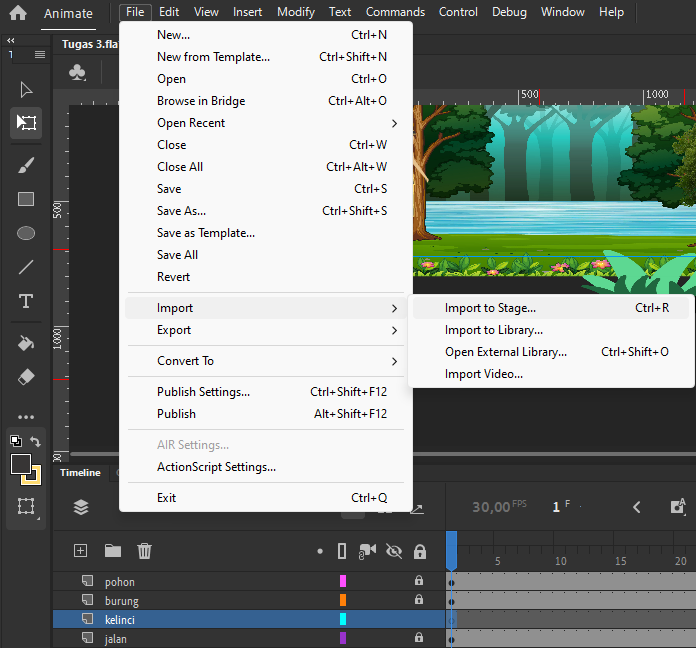 Animate File Edit View Insert Modify Text Commands Control Debug Window Help
Tugas 3.fla
1
New... Ctrl+N
New from Template... Ctrl+Shift+N
Open Ctrl+O
Browse in Bridge Ctrl+Alt+O
Open Recent
Close Ctrl+W
Close All Ctrl+Alt+W
Save Ctrl+S
Save As... Ctrl+Shift+S
Save as Template...
Save All
Revert
Import
Export
Convert To
Publish Settings... Ctrl+Shift+F12
Publish Alt+Shift+F12
AIR Settings...
ActionScript Settings...
Exit Ctrl+Q
Import to Stage... Ctrl+R
Import to Library...
Open External Library... Ctrl+Shift+O
Import Video...
500 1000
500
1000
T
Timeline
30,00 FPS 1 F
5 10 15 20
pohon
burung
kelinci
jalan